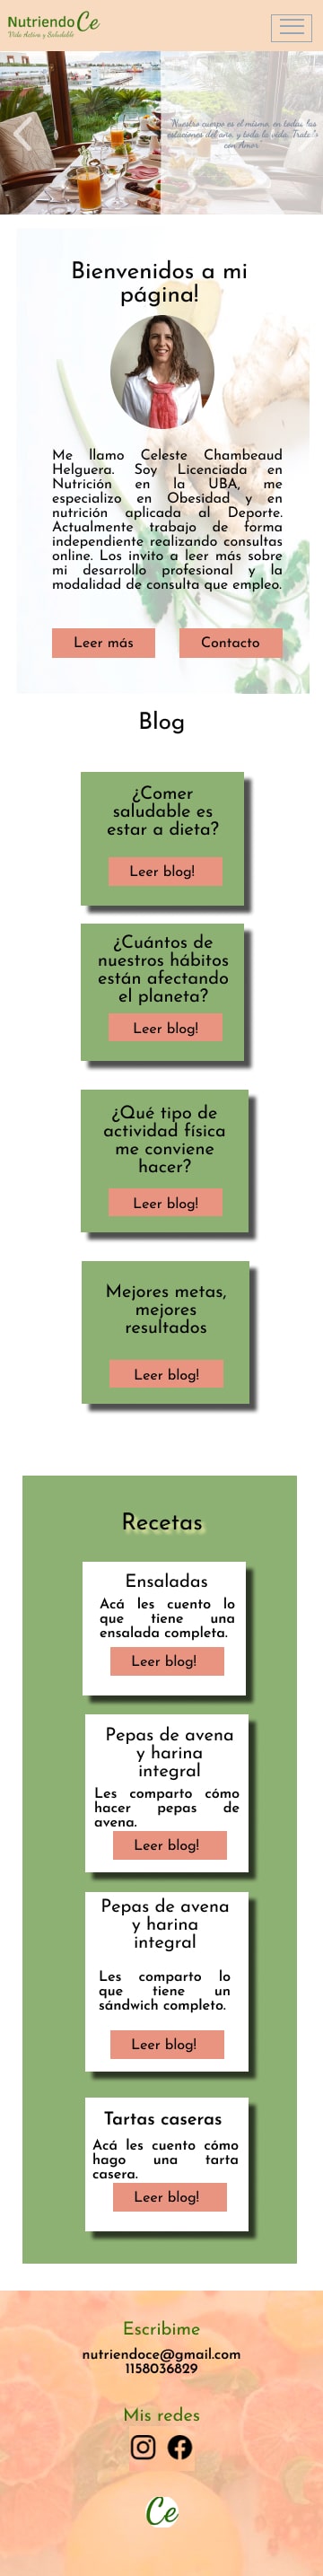 NutriendoCe
Vida Activa y Saludable
"Nuestro cuerpo es el mismo, en todas las
estaciones del año, y toda la vida. Trata's
con Amor
Bienvenidos a mi
página!
Me llamo Celeste Chambeaud
Helguera. Soy Licenciada en
Nutrición en la UBA, me
especializo en Obesidad y en
nutrición aplicada al Deporte.
Actualmente trabajo de forma
independiente realizando consultas
online. Los invito a leer más sobre
mi desarrollo profesional y la
modalidad de consulta que empleo.
Leer más
Contacto
Blog
¿Comer
saludable es
estar a dieta?
Leer blog!
¿Cuántos de
nuestros hábitos
están afectando
el planeta?
Leer blog!
¿Qué tipo de
actividad física
me conviene
hacer?
Leer blog!
Mejores metas,
mejores
resultados
Leer blog!
Recetas
Ensaladas
Acá les cuento lo
que tiene una
ensalada completa.
Leer blog!
Pepas de avena
y harina
integral
Les comparto cómo
hacer pepas de
avena.
Leer blog!
Pepas de avena
y harina
integral
Les comparto lo
que tiene un
sándwich completo.
Leer blog!
Tartas caseras
Acá les cuento cómo
hago una tarta
casera.
Leer blog!
Escribime
nutriendoce@gmail.com
1158036829
Mis redes
Ce